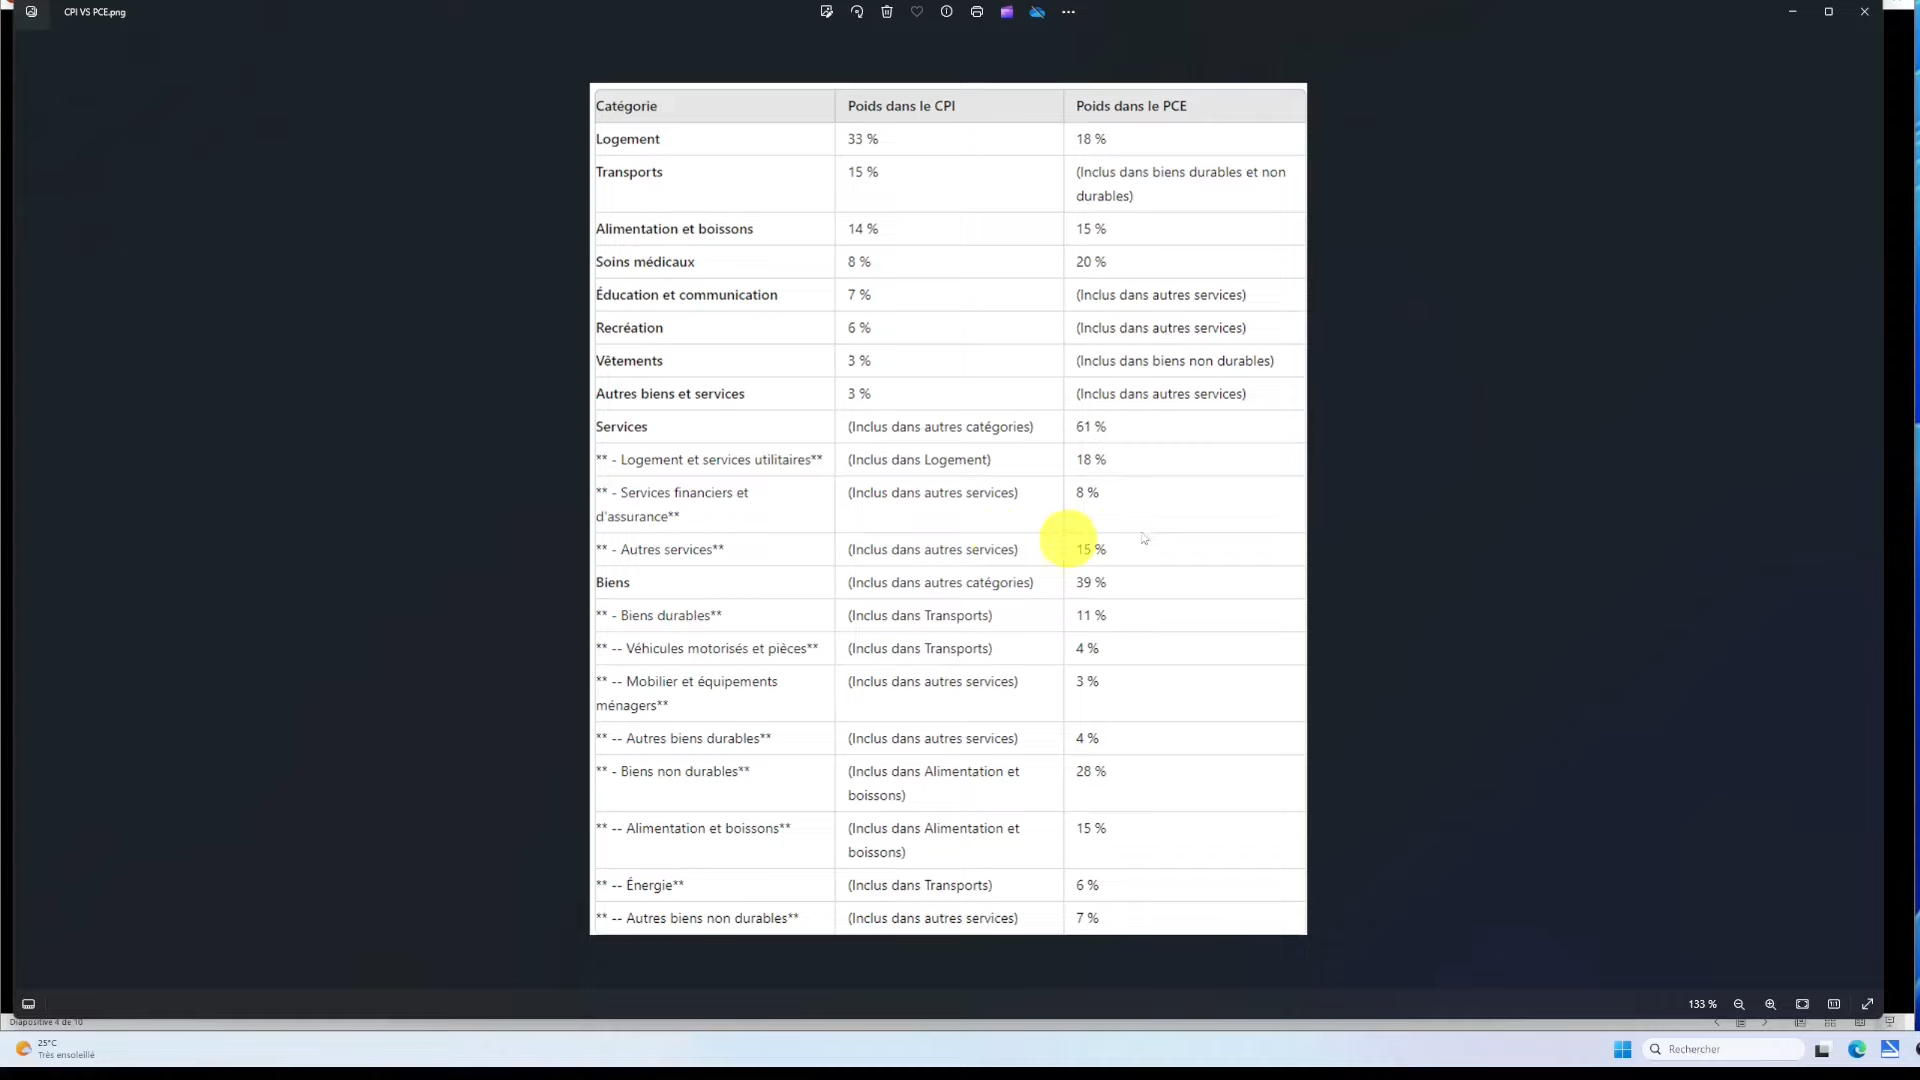 CPI VS PCE.png
Catégorie Poids dans le CPI Poids dans le PCE
Logement 33 % 18 %
Transports 15 % (Inclus dans biens durables et non
durables)
Alimentation et boissons 14 % 15 %
Soins médicaux 8 % 20 %
Éducation et communication 7 % (Inclus dans autres services)
Recréation 6 % (Inclus dans autres services)
Vêtements 3 % (Inclus dans biens non durables)
Autres biens et services 3 % (Inclus dans autres services)
Services (Inclus dans autres catégories) 61 %
** - Logement et services utilitaires** (Inclus dans Logement) 18 %
** - Services financiers et (Inclus dans autres services) 8 %
d'assurance**
** - Autres services** (Inclus dans autres services) 15 %
Biens (Inclus dans autres catégories) 39 %
** - Biens durables** (Inclus dans Transports) 11 %
** -- Véhicules motorisés et pièces** (Inclus dans Transports) 4 %
** -- Mobilier et équipements (Inclus dans autres services) 3 %
ménagers**
** -- Autres biens durables** (Inclus dans autres services) 4 %
** - Biens non durables** (Inclus dans Alimentation et 28 %
boissons)
** -- Alimentation et boissons** (Inclus dans Alimentation et 15 %
boissons)
** -- Énergie** (Inclus dans Transports) 6 %
** -- Autres biens non durables** (Inclus dans autres services) 7 %
133 %
Diapositive 4 de 10
25°C
Très ensoleillé
Rechercher